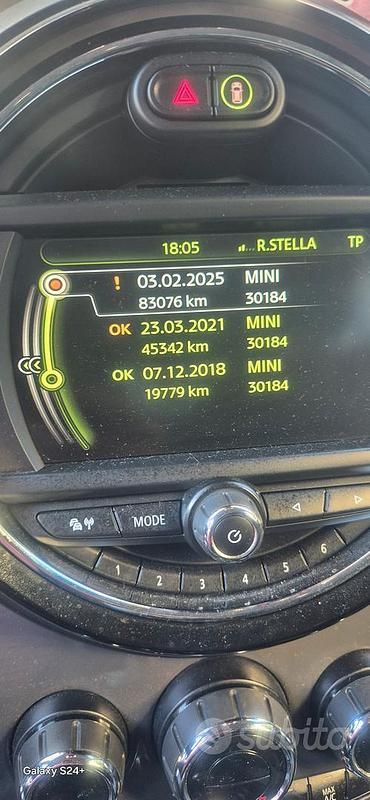 18:05 R.STELLA TP
! 03.02.2025 MINI
83076 km 30184
OK 23.03.2021 MINI
45342 km 30184
OK 07.12.2018 MINI
19779 km 30184
MODE
1 2 3 4 5 6
MAX
A/C
subito
Galaxy S24+